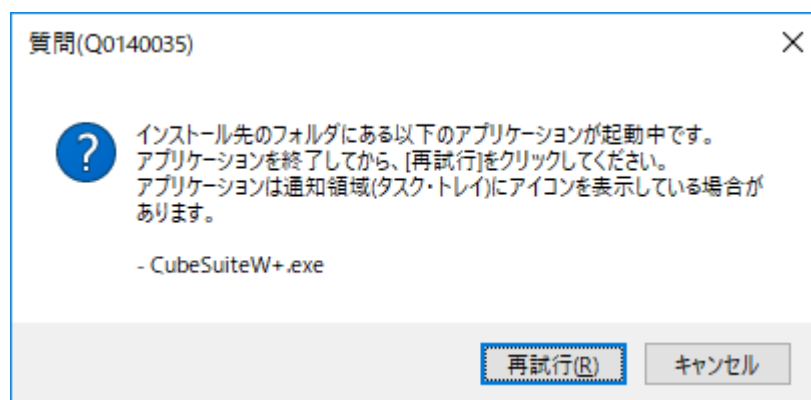 質問(Q0140035)
インストール先のフォルダにある以下のアプリケーションが起動中です。
アプリケーションを終了してから、[再試行]をクリックしてください。
アプリケーションは通知領域(タスク・トレイ)にアイコンを表示している場合が
あります。
- CubeSuiteW+.exe
再試行(R)
キャンセル